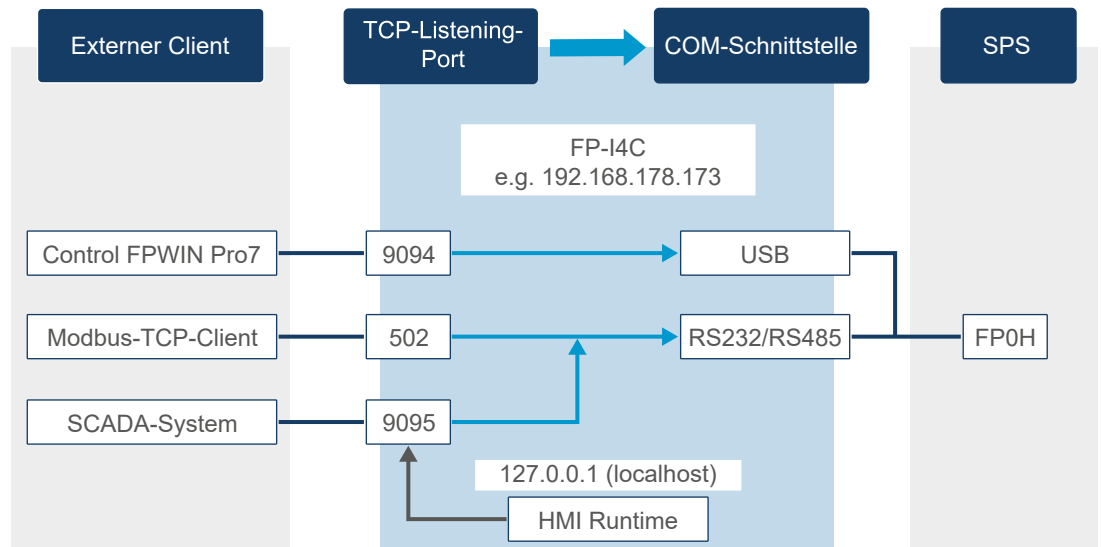 Externer Client
TCP-Listening-
Port
COM-Schnittstelle
SPS
FP-I4C
e.g. 192.168.178.173
Control FPWIN Pro7
9094
USB
Modbus-TCP-Client
502
RS232/RS485
FP0H
SCADA-System
9095
127.0.0.1 (localhost)
HMI Runtime